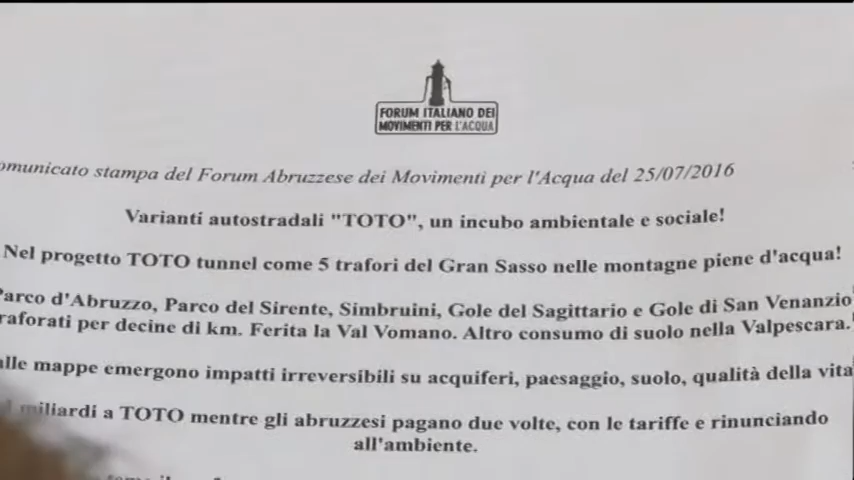 FORUM ITALIANO DEI
MOVIMENTI PER L'ACQUA
omunicato stampa del Forum Abruzzese dei Movimenti per l'Acqua del 25/07/2016
Varianti autostradali "TOTO", un incubo ambientale e sociale!
Nel progetto TOTO tunnel come 5 trafori del Gran Sasso nelle montagne piene d'acqua!
Parco d'Abruzzo, Parco del Sirente, Simbruini, Gole del Sagittario e Gole di San Venanzio
raforati per decine di km. Ferita la Val Vomano. Altro consumo di suolo nella Valpescara.
alle mappe emergono impatti irreversibili su acquiferi, paesaggio, suolo, qualità della vita
miliardi a TOTO mentre gli abruzzesi pagano due volte, con le tariffe e rinunciando
all'ambiente.